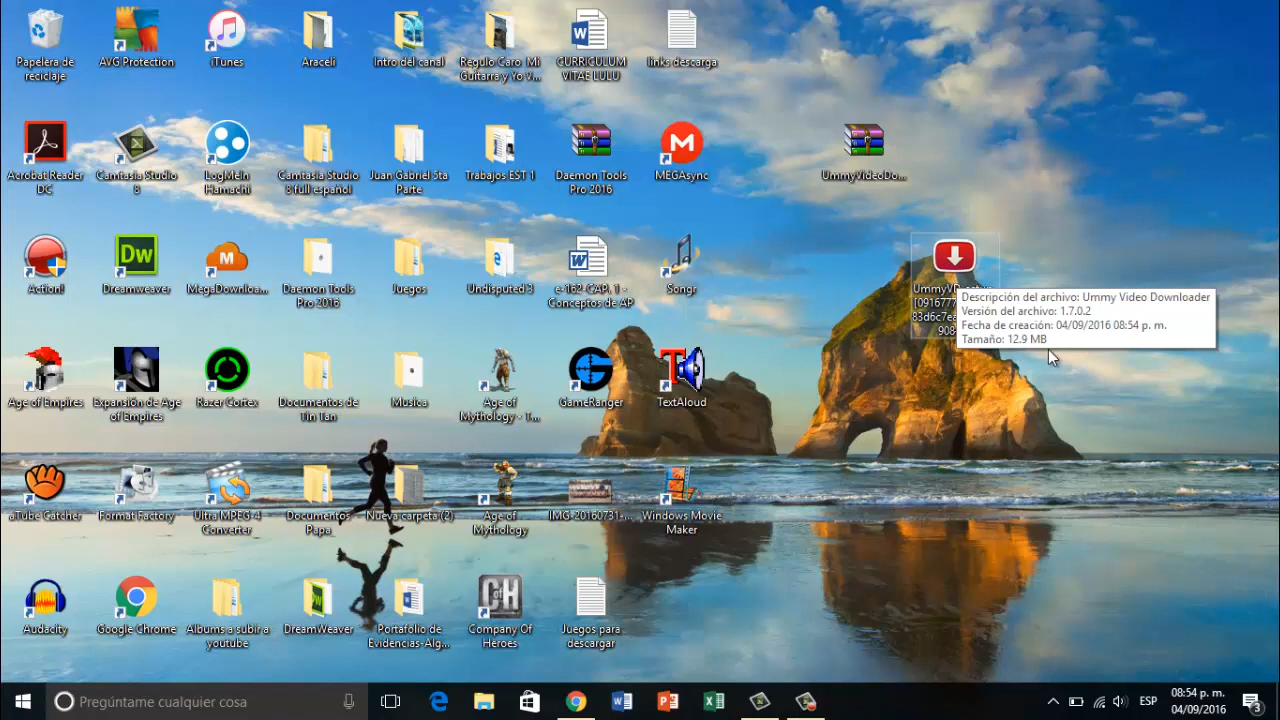 Papelera de
reciclaje
AVG Protection
iTunes
Araceli
Intro del canal
Regulo Caro Mi
Guitarra y Yo V...
CURRICULUM
VITAE LULU
links descarga
Acrobat Reader
DC
Camtasia Studio
8
LogMeIn
Hamachi
Camtasia Studio
8 full español
Juan Gabriel 5ta
Parte
Trabajos EST 1
Daemon Tools
Pro 2016
MEGAsync
UmmyVideoDo...
Action!
Dreamweaver
MegaDownloa...
Daemon Tools
Pro 2016
Juegos
Undisputed 3
e-162-CAP. 1 -
Conceptos de AP
Songr
Descripción del archivo: Ummy Video Downloader
Versión del archivo: 1.7.0.2
Fecha de creación: 04/09/2016 08:54 p. m.
Tamaño: 12.9 MB
Age of Empires
Expansión de Age
of Empires
Razer Cortex
Documentos de
Tin Tan
Musica
Age of
Mythology - T...
GameRanger
TextAloud
aTube Catcher
Format Factory
Ultra MPEG-4
Converter
Documentos
Papa
Nueva carpeta (2)
Age of
Mythology
IMG-20160731-...
Windows Movie
Maker
Audacity
Google Chrome
Albums a subir a
youtube
DreamWeaver
Portafolio de
Evidencias-Alg...
Company Of
Heroes
Juegos para
descargar
Pregúntame cualquier cosa
ESP
08:54 p. m.
04/09/2016
3